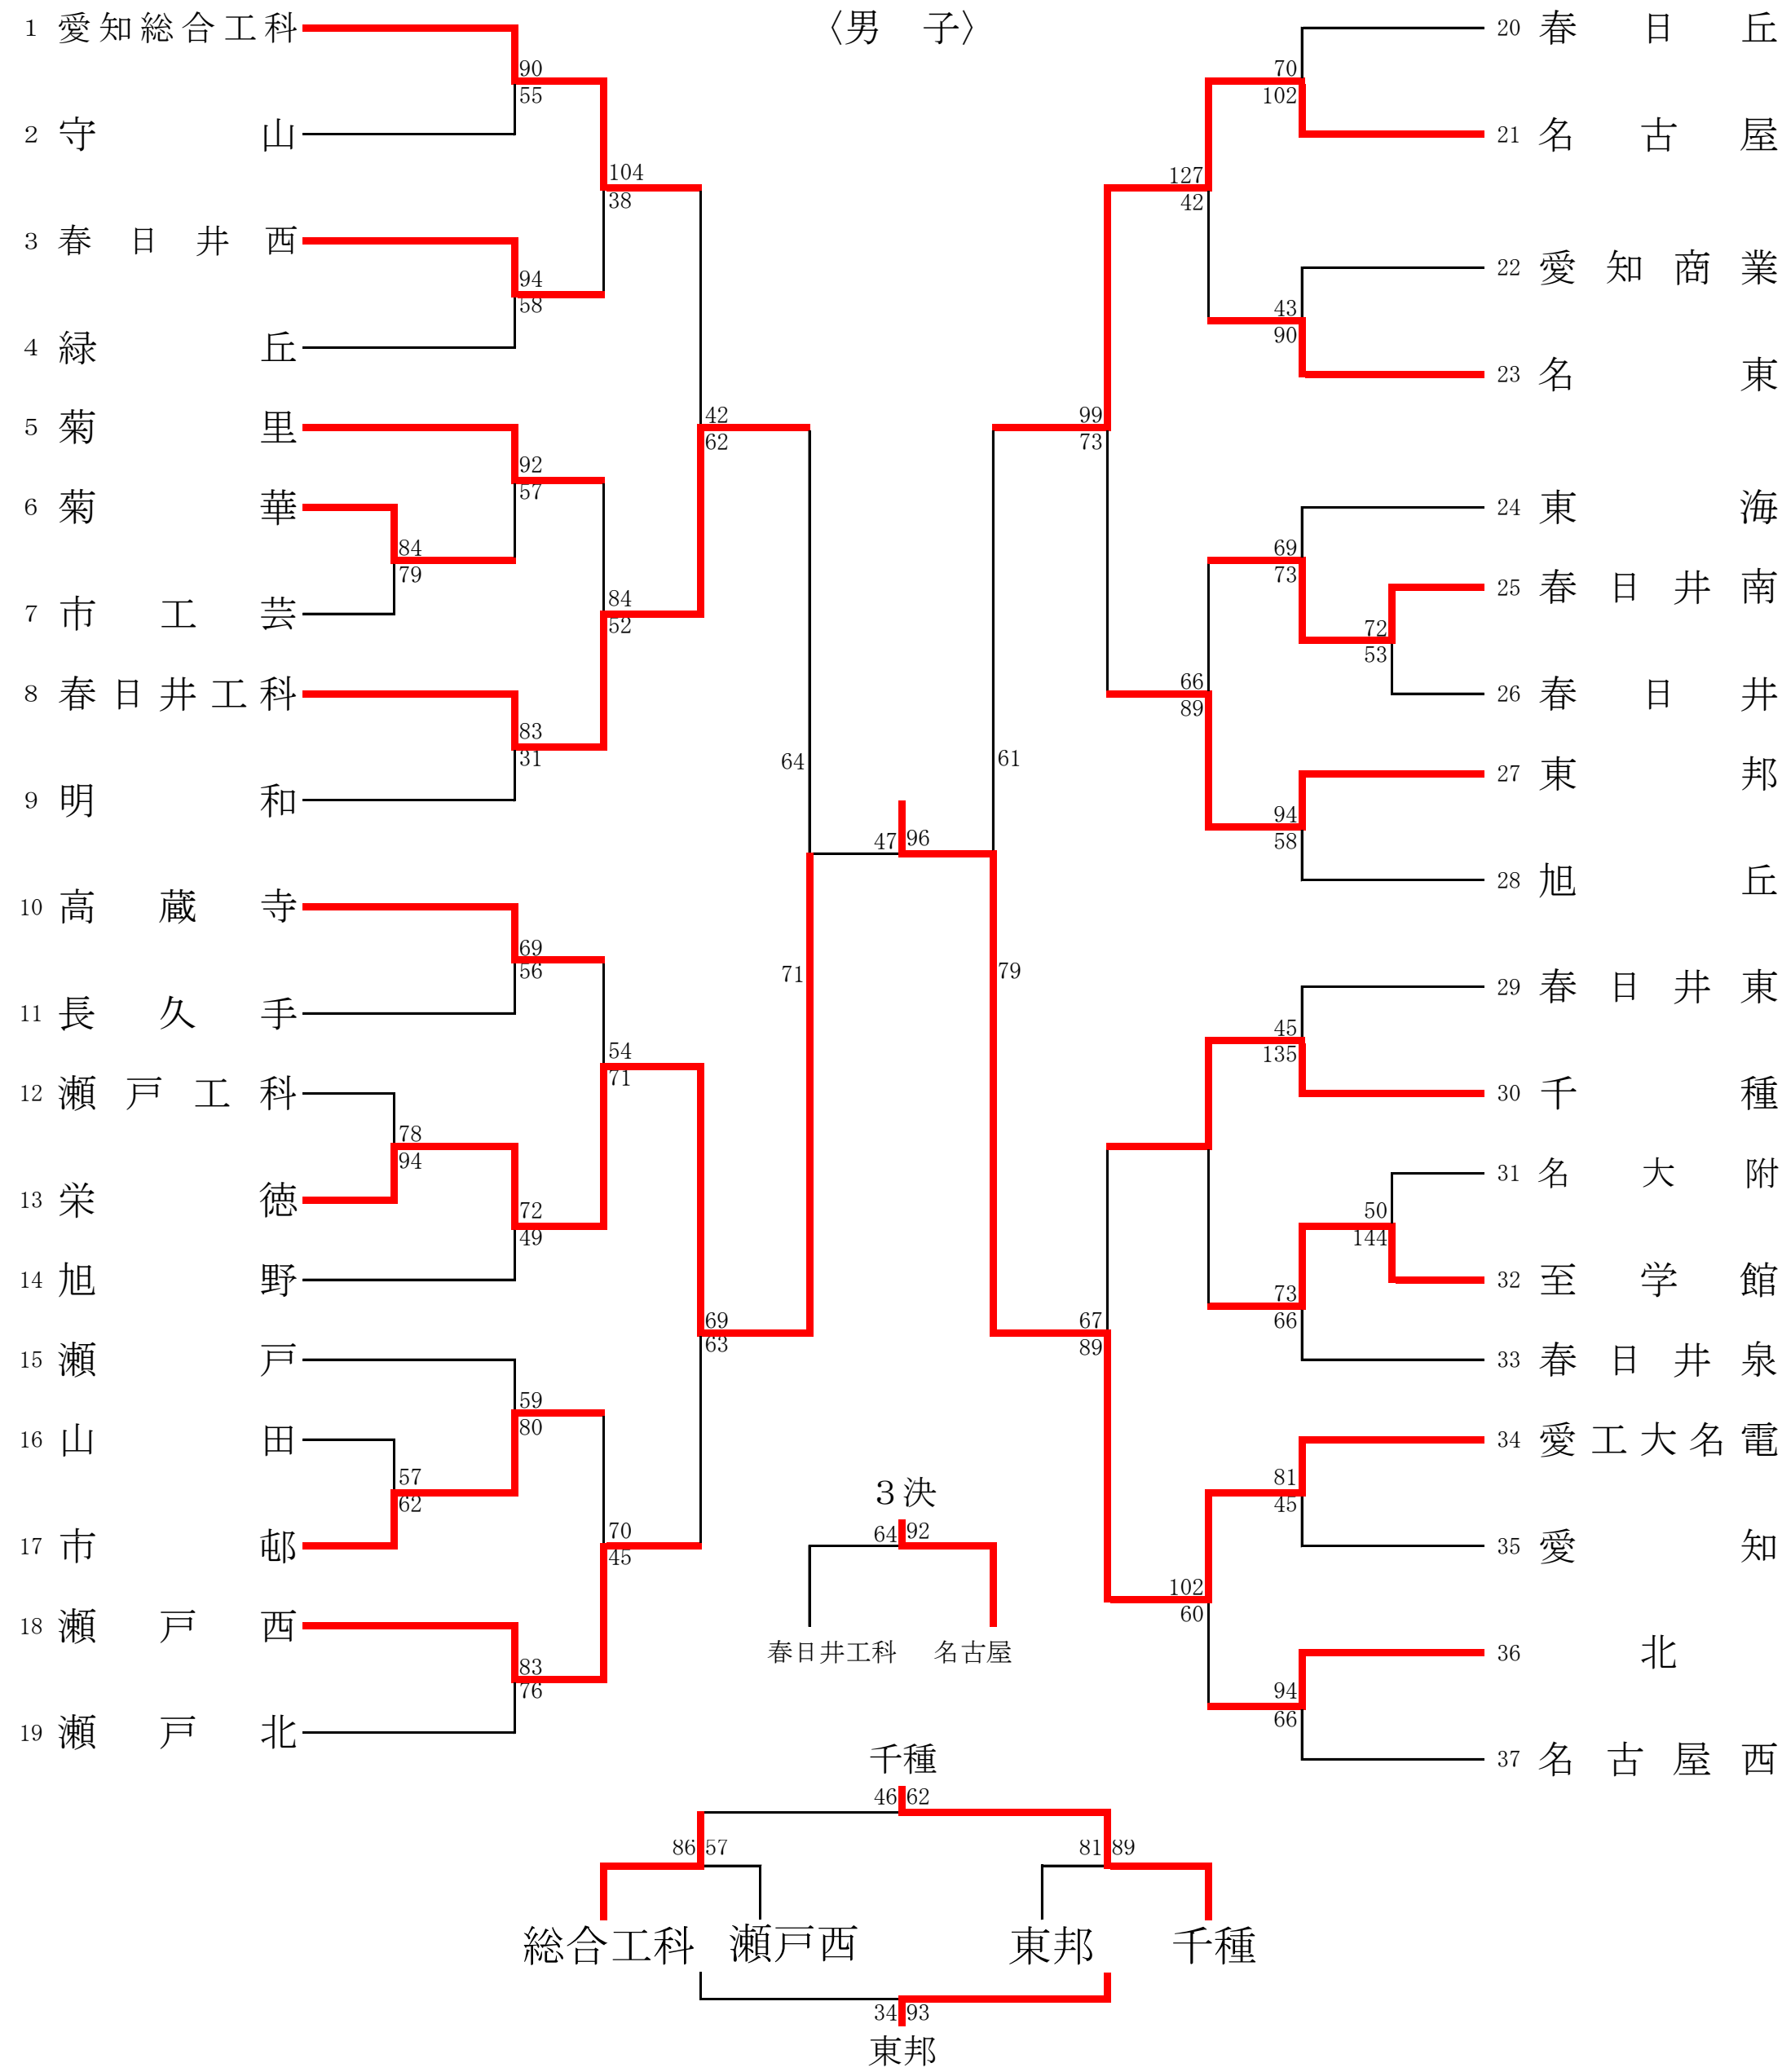 〈男　子〉
1 愛知総合工科
90
55
2 守山
104
38
3 春日井西
94
58
4 緑丘
42
62
5 菊里
92
57
6 菊華
84
79
7 市工芸
84
52
8 春日井工科
83
31
9 明和
64
71
10 高蔵寺
69
56
11 長久手
54
71
12 瀬戸工科
78
94
13 栄徳
72
49
14 旭野
69
63
15 瀬戸
59
80
16 山田
57
62
17 市邨
70
45
18 瀬戸西
83
76
19 瀬戸北
47 96
20 春日丘
70
102
21 名古屋
127
42
22 愛知商業
43
90
23 名東
99
73
24 東海
69
73
25 春日井南
72
53
26 春日井
66
89
27 東邦
94
58
28 旭丘
61
79
29 春日井東
45
135
30 千種
31 名大附
50
144
32 至学館
73
66
33 春日井泉
67
89
34 愛工大名電
81
45
35 愛知
102
60
36 北
94
66
37 名古屋西
３決
64 92
春日井工科 名古屋
千種
46 62
86 57 81 89
総合工科 瀬戸西 東邦 千種
34 93
東邦